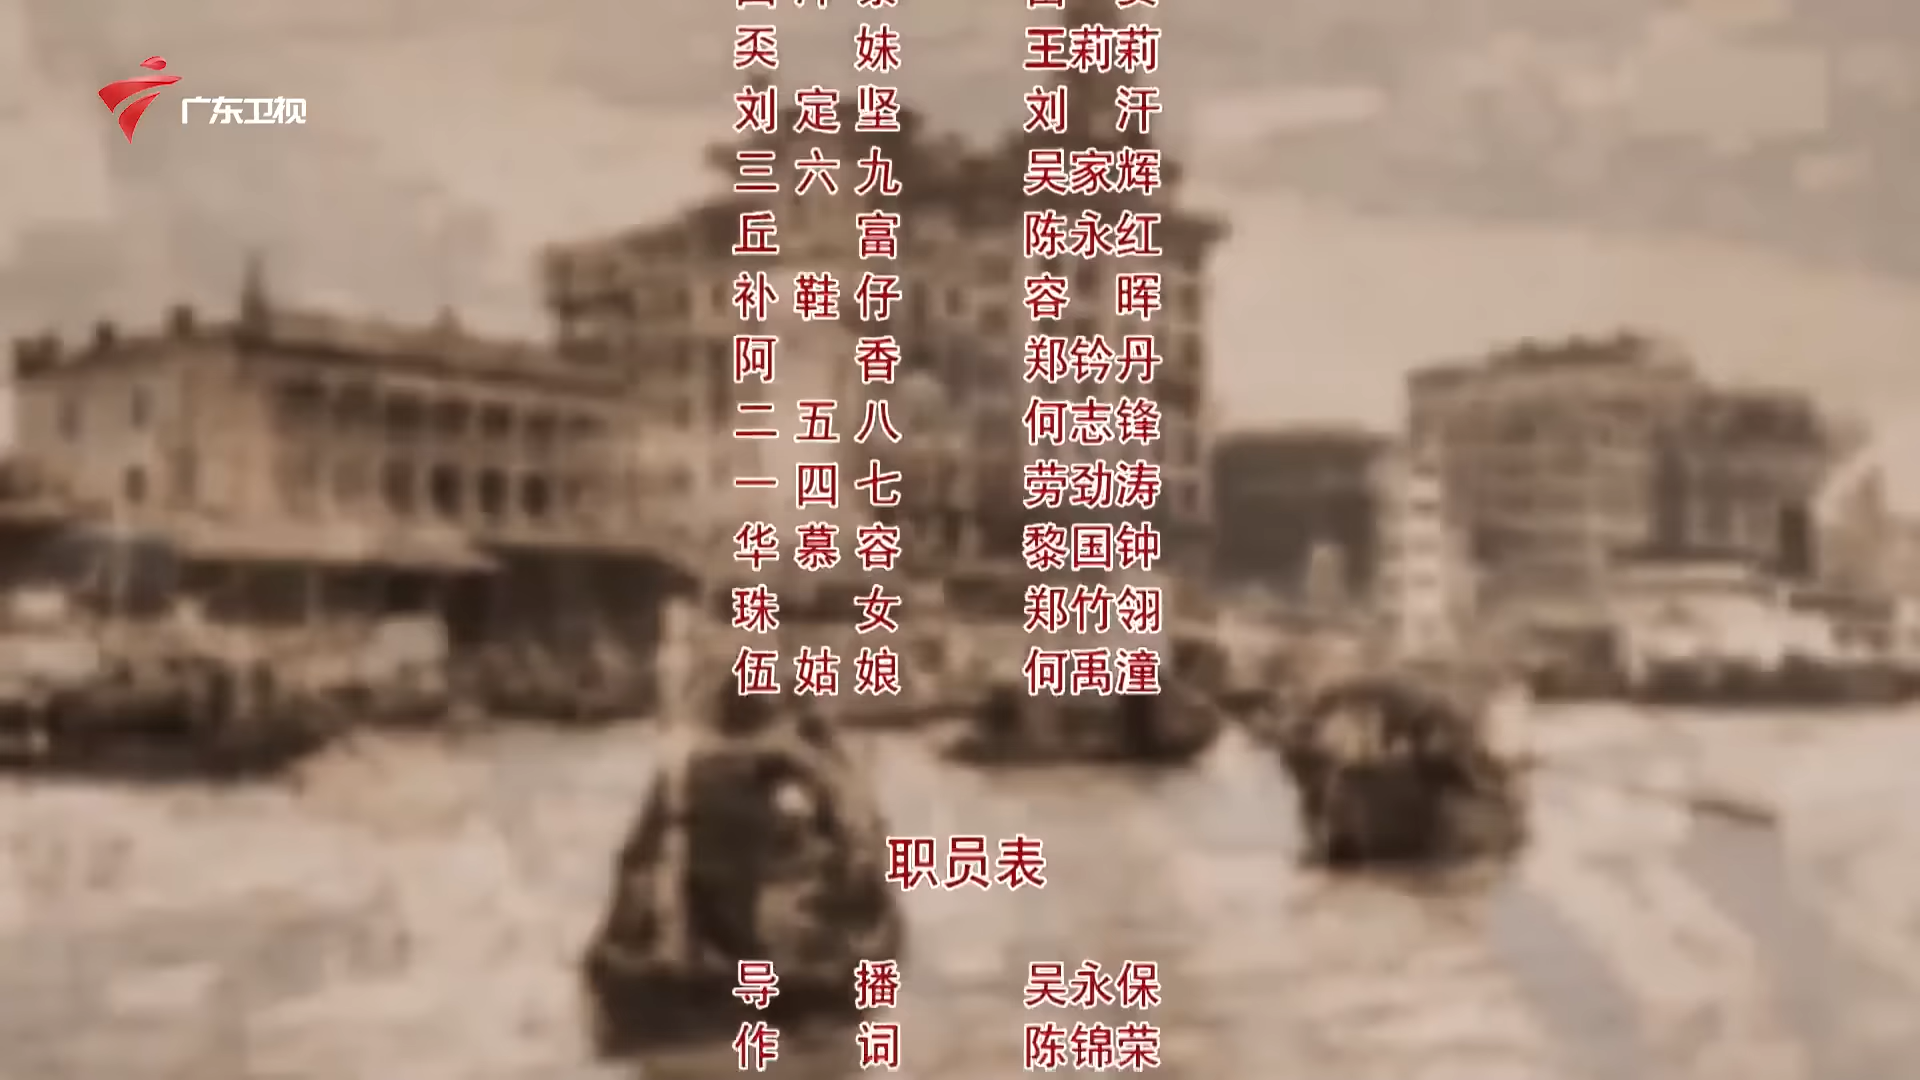 广东卫视
奀妹 王莉莉
刘定坚 刘汗
三六九 吴家辉
丘富 陈永红
补鞋仔 容晖
阿香 郑钤丹
二五八 何志锋
一四七 劳劲涛
华慕容 黎国钟
珠女 郑竹翎
伍姑娘 何禹潼
职员表
导播 吴永保
作词 陈锦荣